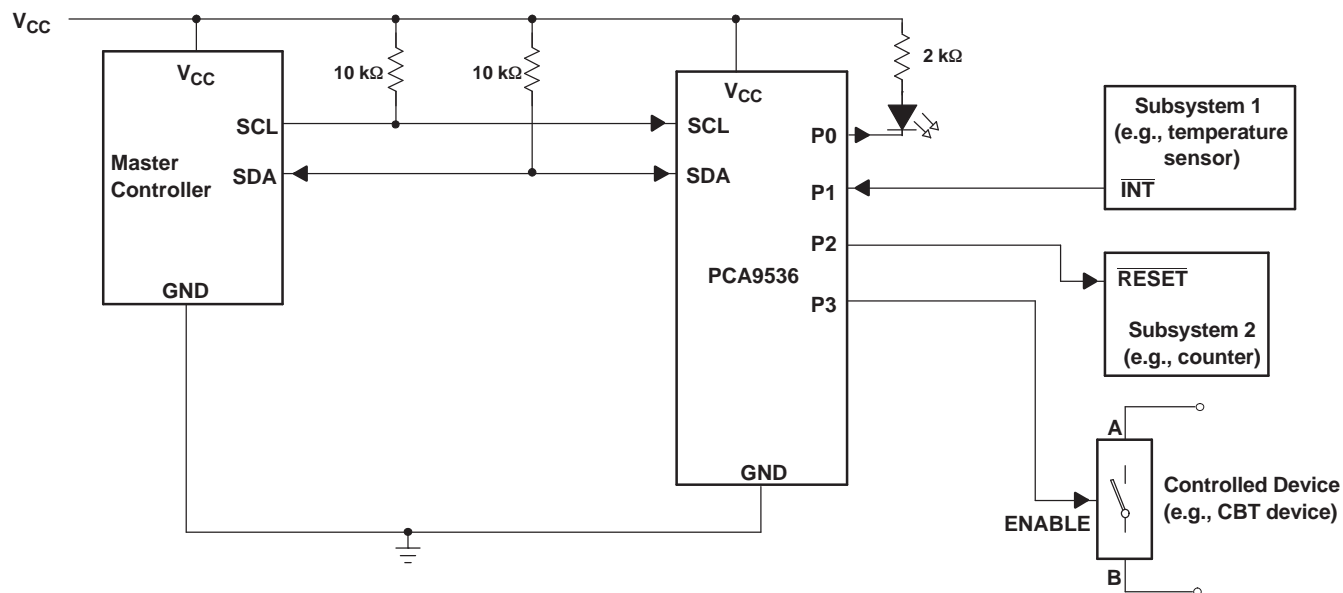 VCC
VCC
SCL
Master
Controller
SDA
GND
10 kΩ
10 kΩ
VCC
SCL
SDA
PCA9536
GND
P0
P1
P2
P3
2 kΩ
Subsystem 1
(e.g., temperature
sensor)
INT
RESET
Subsystem 2
(e.g., counter)
A
ENABLE
B
Controlled Device
(e.g., CBT device)